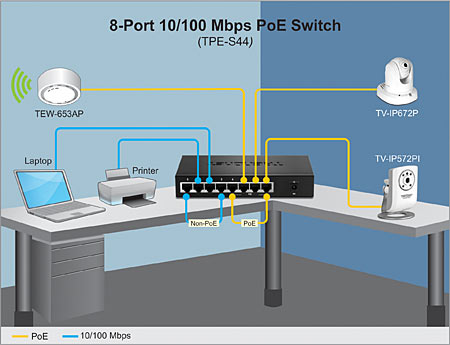 8-Port 10/100 Mbps PoE Switch
(TPE-S44)
TEW-653AP
TV-IP672P
Laptop
Printer
TV-IP572PI
Non-PoE
PoE
PoE
10/100 Mbps